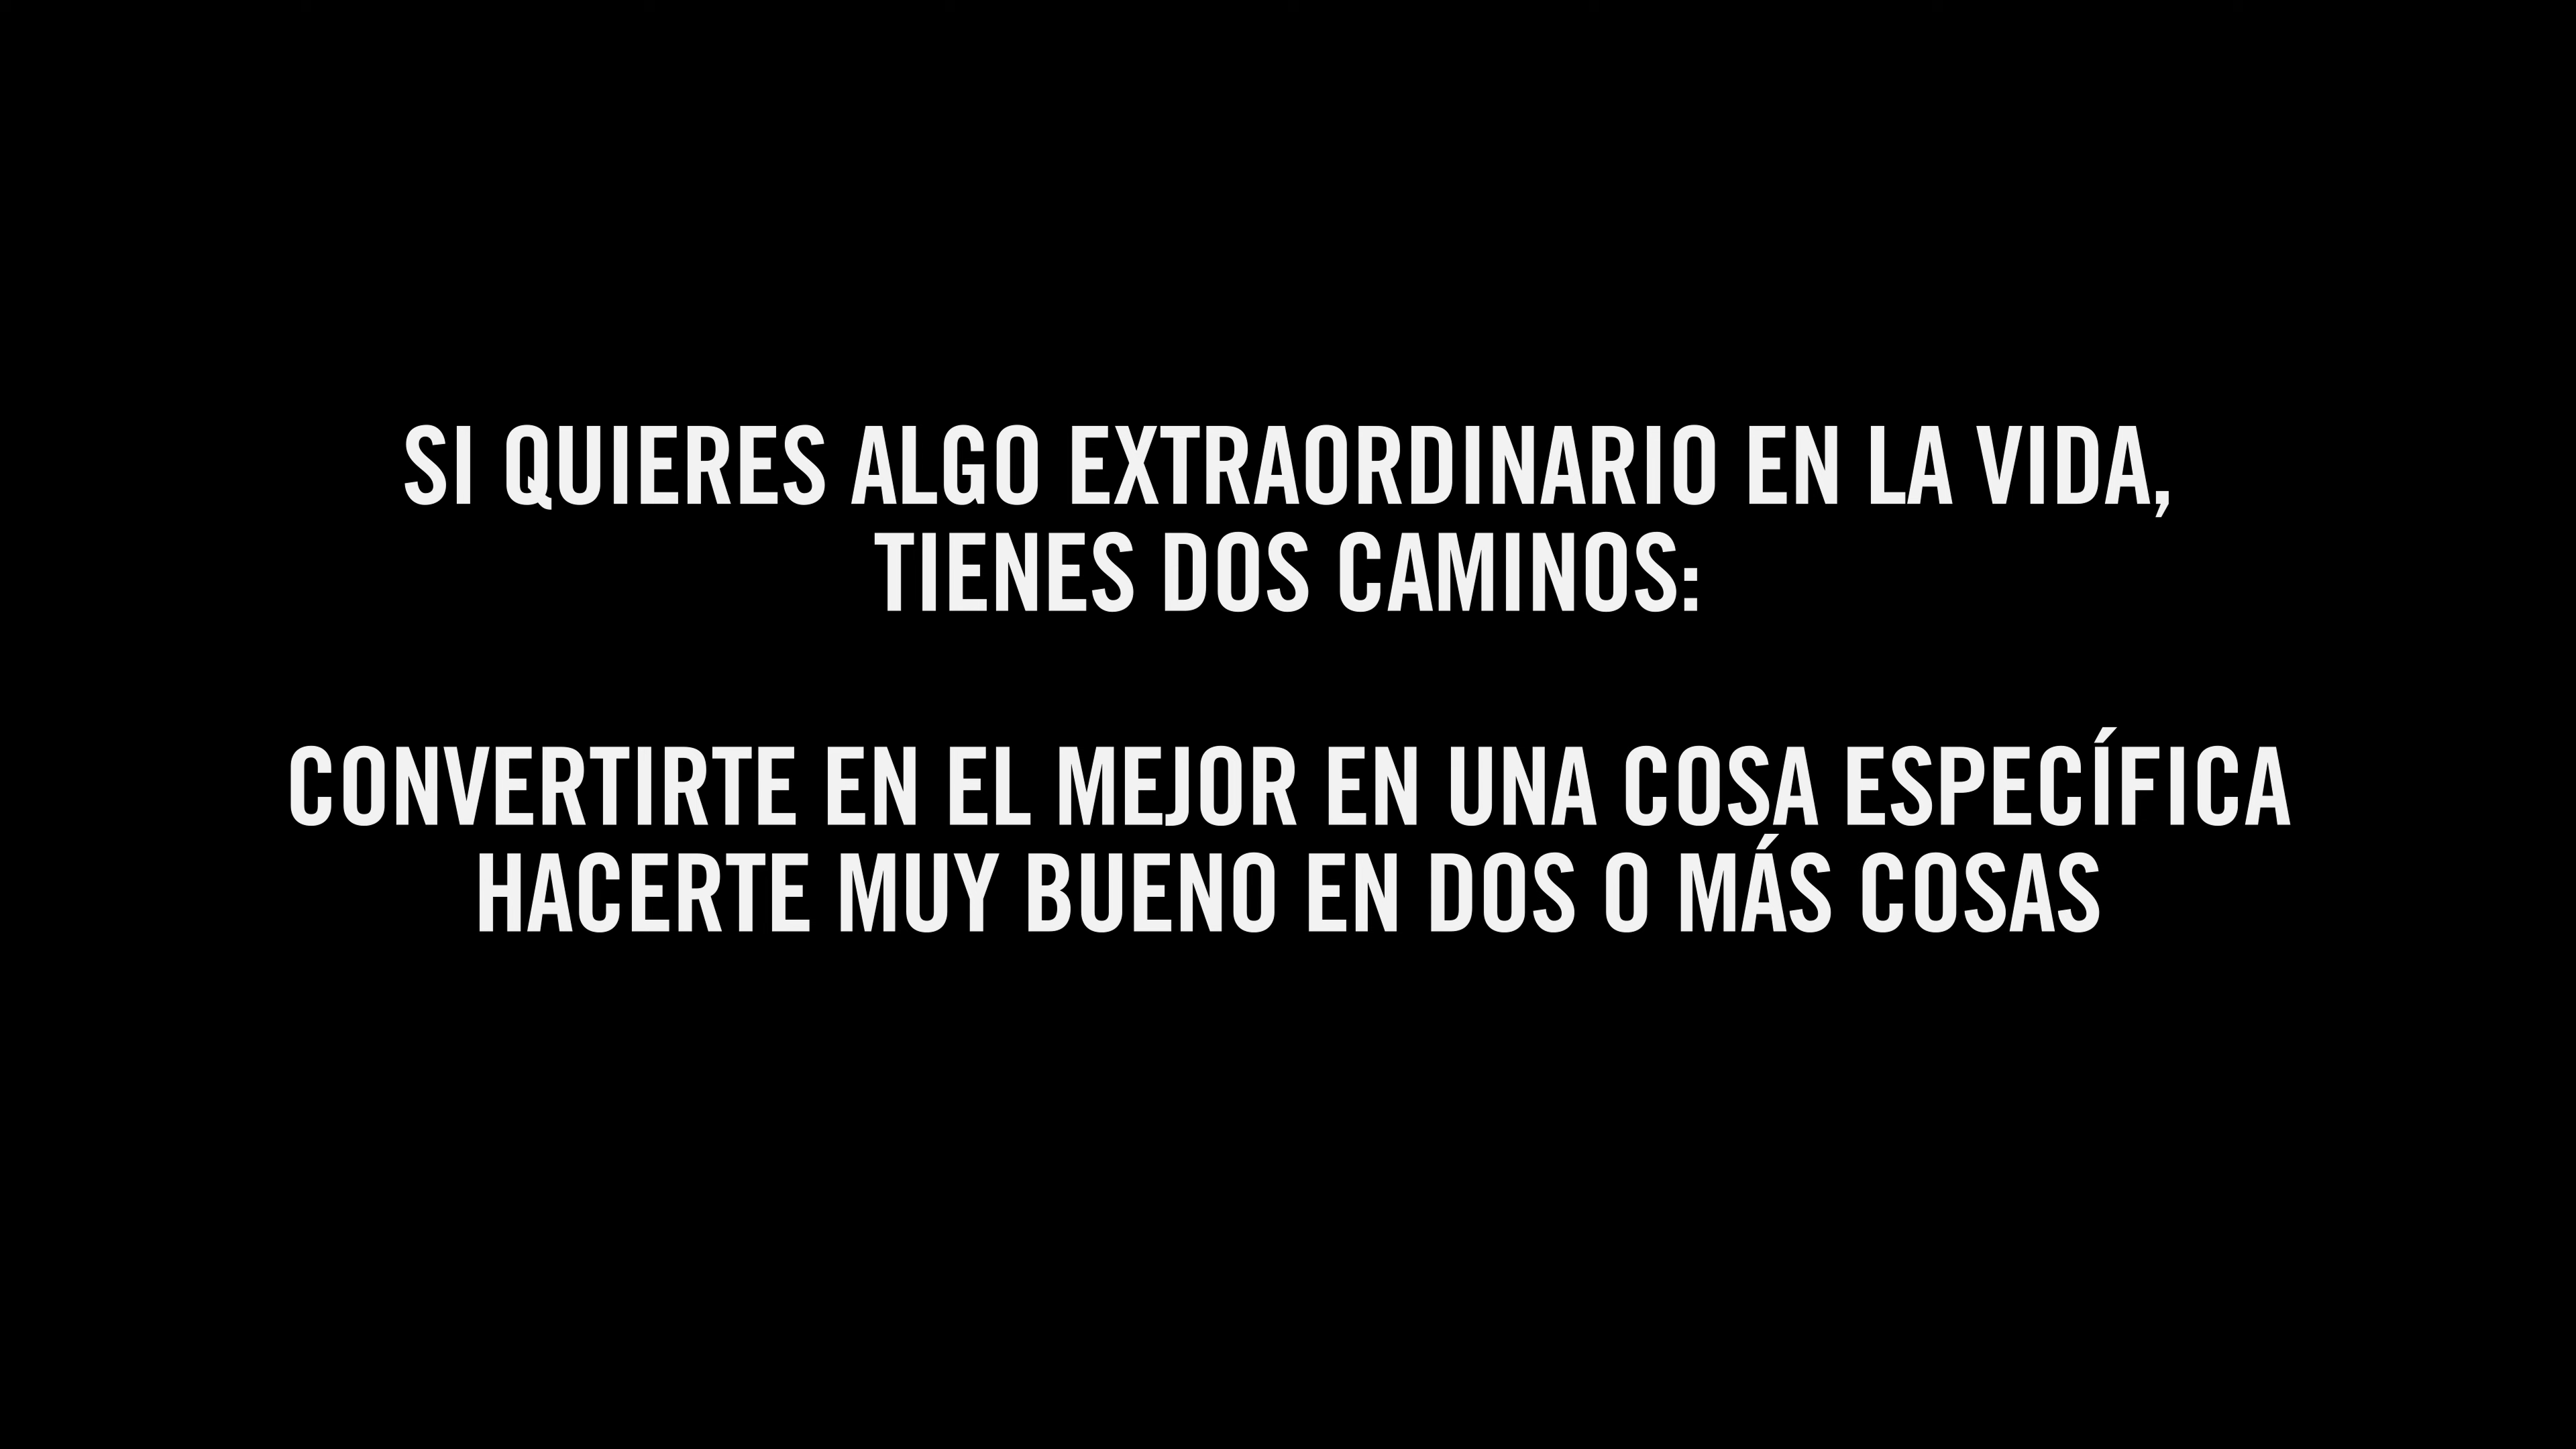 SI QUIERES ALGO EXTRAORDINARIO EN LA VIDA,
TIENES DOS CAMINOS:
CONVERTIRTE EN EL MEJOR EN UNA COSA ESPECÍFICA
HACERTE MUY BUENO EN DOS O MÁS COSAS